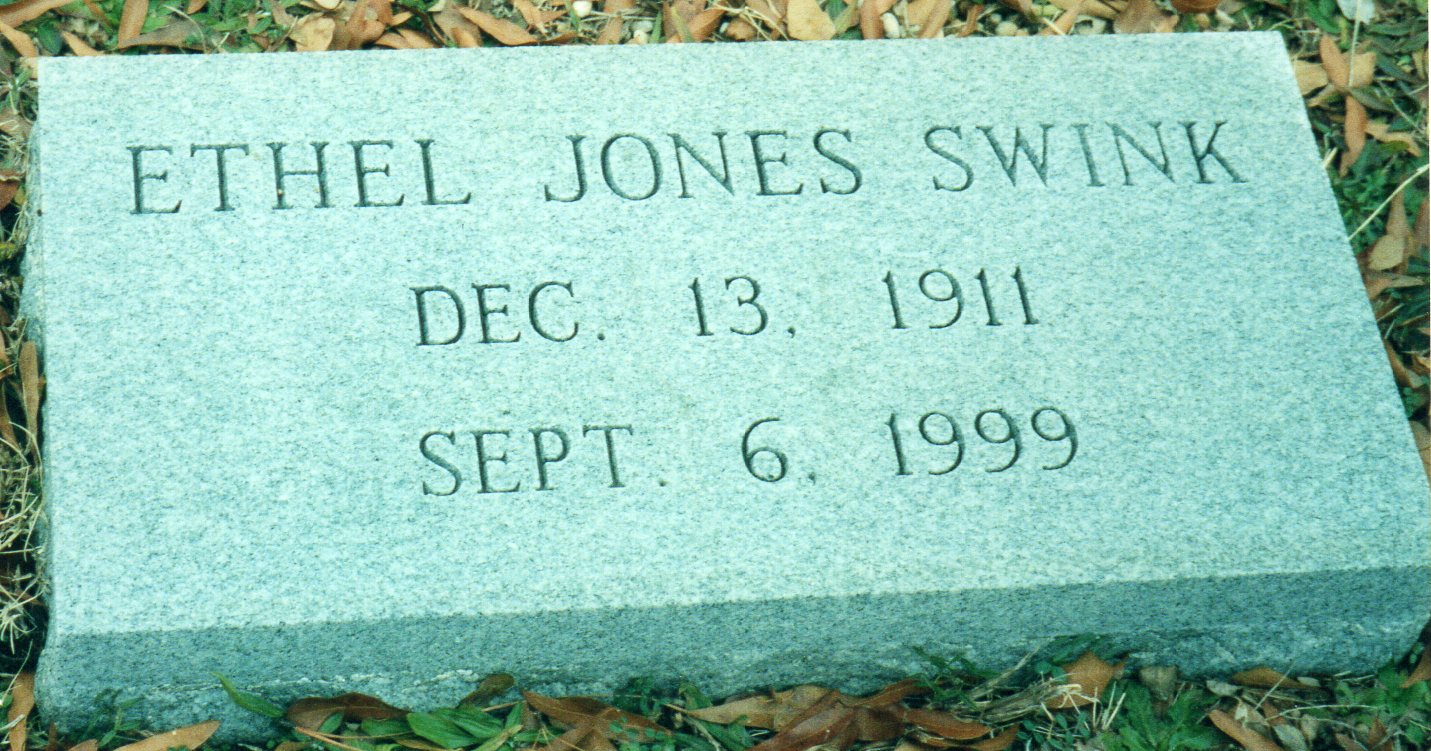 ETHEL JONES SWINK
DEC. 13, 1911
SEPT. 6, 1999